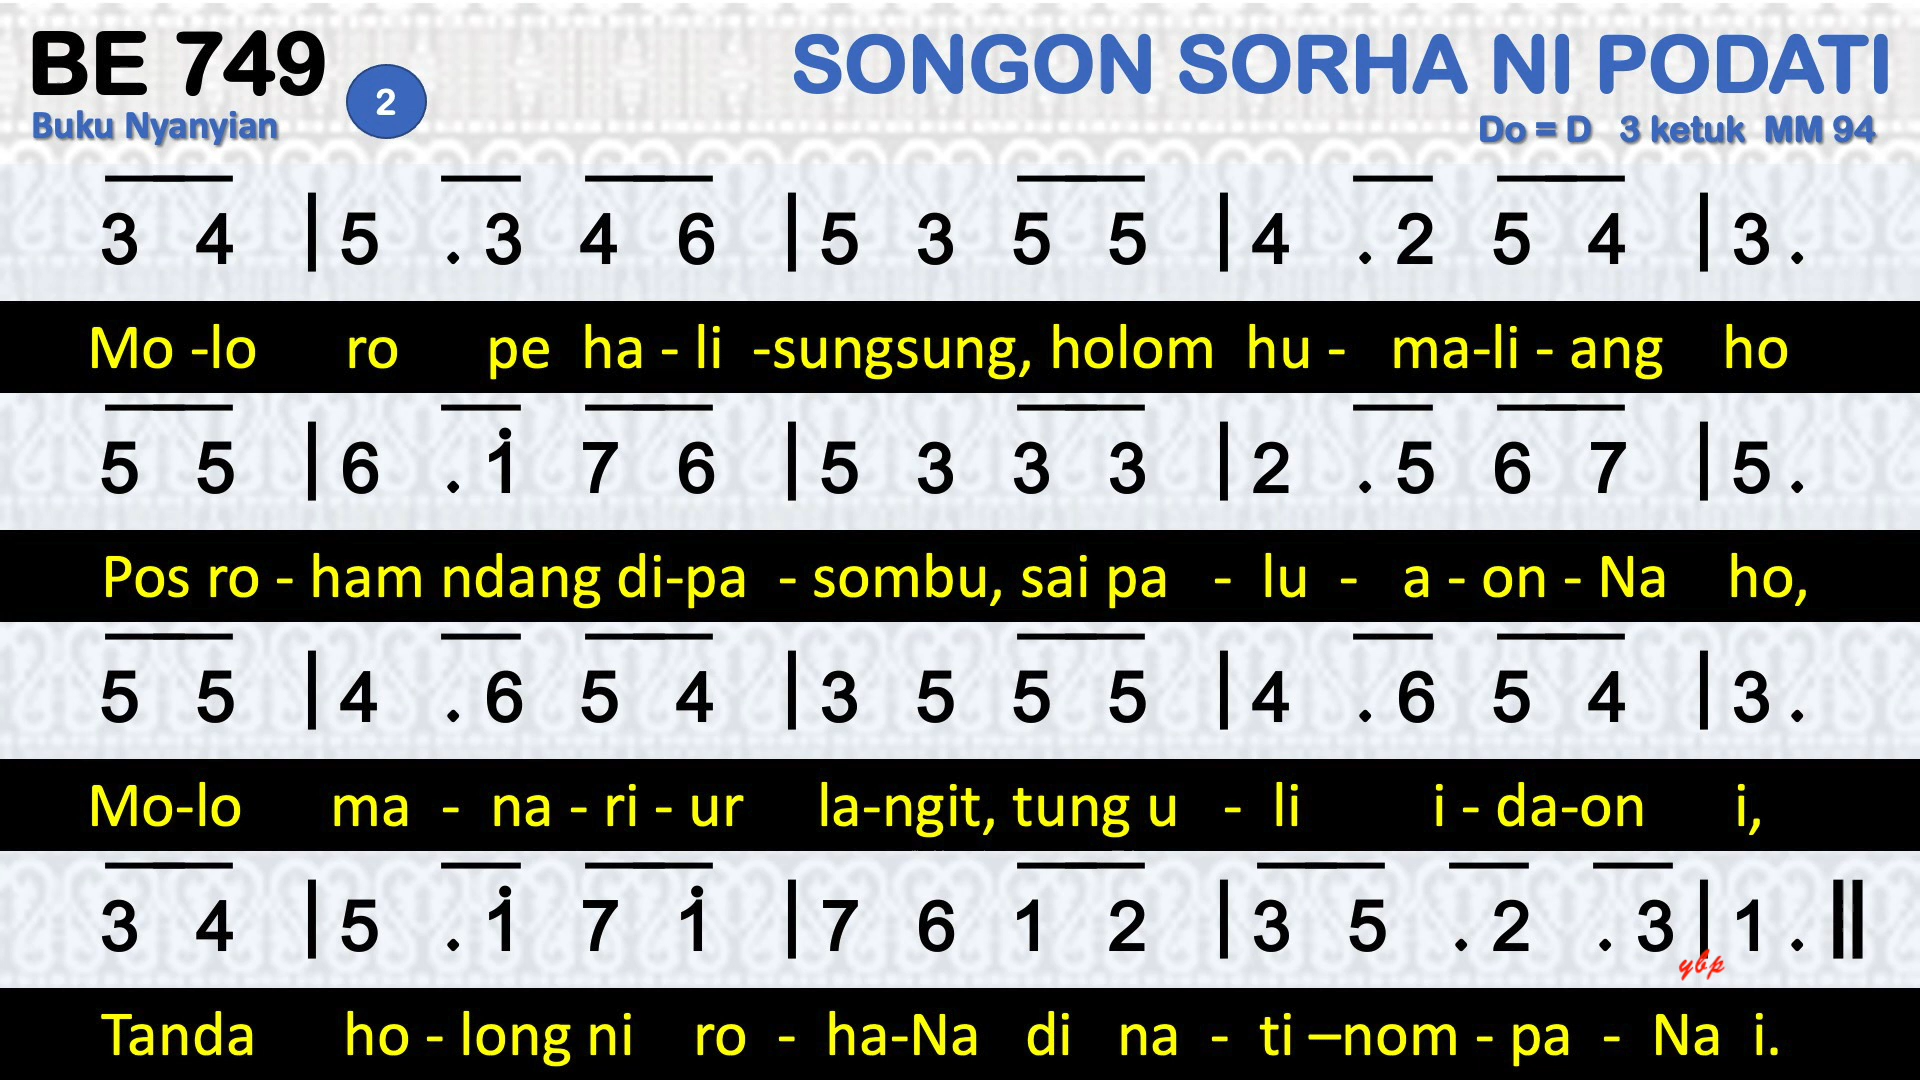 BE 749
Buku Nyanyian
2
SONGON SORHA NI PODATI
Do = D 3 ketuk MM 94
3 4 | 5 . 3 4 6 | 5 3 5 5 | 4 . 2 5 4 | 3 .
Mo -lo ro pe ha - li -sungsung, holom hu - ma-li - ang ho
5 5 | 6 . i 7 6 | 5 3 3 3 | 2 . 5 6 7 | 5 .
Pos ro - ham ndang di-pa - sombu, sai pa - lu - a - on - Na ho,
5 5 | 4 . 6 5 4 | 3 5 5 5 | 4 . 6 5 4 | 3 .
Mo-lo ma - na - ri - ur la-ngit, tung u - li i - da-on i,
3 4 | 5 . i 7 i | 7 6 1 2 | 3 5 . 2 . 3 | 1 . ||
ybp
Tanda ho - long ni ro - ha-Na di na - ti –nom - pa - Na i.